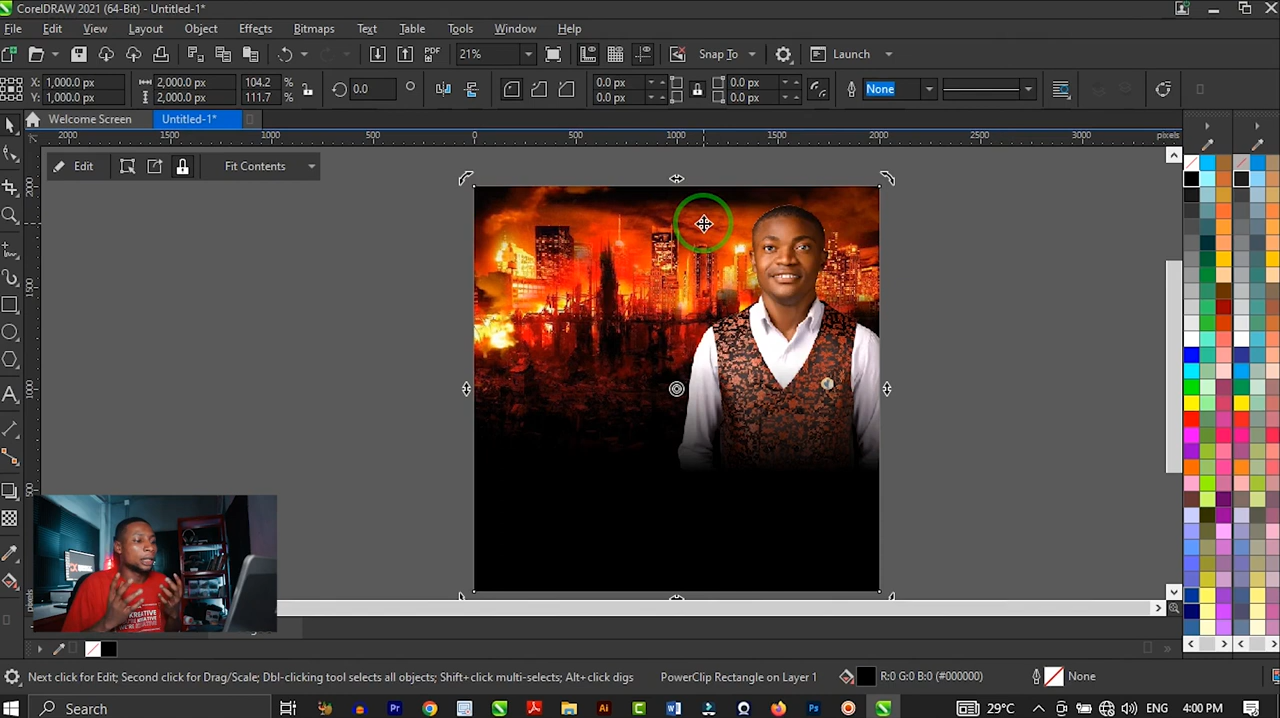 CorelDRAW 2021 (64-Bit) - Untitled-1*
File Edit View Layout Object Effects Bitmaps Text Table Tools Window Help
PDF 21% Snap To Launch
X: 1,000.0 px 2,000.0 px 104.2 % 0.0 0.0 px 0.0 px None
Y: 1,000.0 px 2,000.0 px 111.7 % 0.0 px 0.0 px
Welcome Screen Untitled-1*
2000 1500 1000 500 0 500 1000 1500 2000 2500 3000 pixels
Edit Fit Contents
2000
1500
1000
500
pixels
Next click for Edit; Second click for Drag/Scale; Dbl-clicking tool selects all objects; Shift+click multi-selects; Alt+click digs PowerClip Rectangle on Layer 1 R:0 G:0 B:0 (#000000) None
Search 29°C ENG 4:00 PM